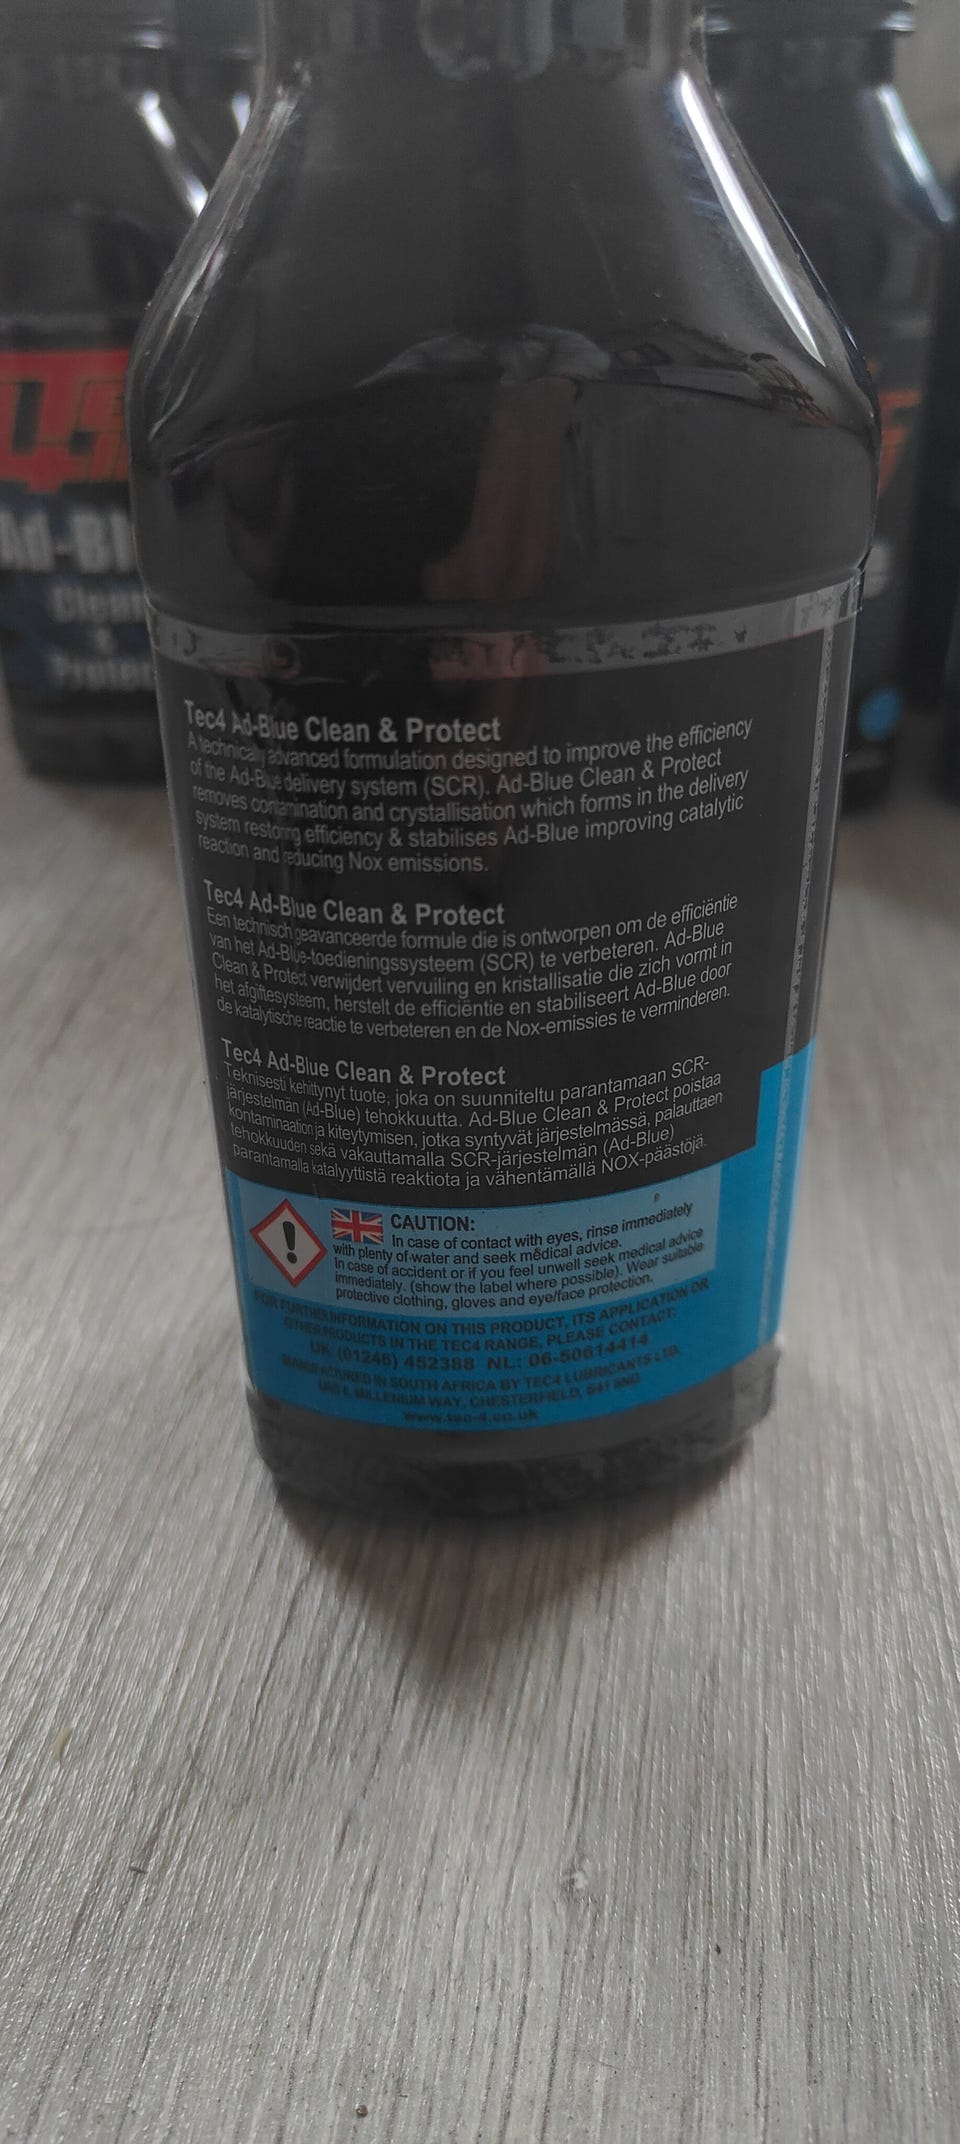 Ad-Bl
Clean
&
Protec
Tec4 Ad-Blue Clean & Protect
A technically advanced formulation designed to improve the efficiency
of the Ad-Blue delivery system (SCR). Ad-Blue Clean & Protect
removes contamination and crystallisation which forms in the delivery
system restoring efficiency & stabilises Ad-Blue improving catalytic
reaction and reducing Nox emissions.
Tec4 Ad-Blue Clean & Protect
Een technisch geavanceerde formule die is ontworpen om de efficiëntie
van het Ad-Blue-toedieningssysteem (SCR) te verbeteren. Ad-Blue
Clean & Protect verwijdert vervuiling en kristallisatie die zich vormt in
het afgiftesysteem, herstelt de efficiëntie en stabiliseert Ad-Blue door
de katalytische reactie te verbeteren en de Nox-emissies te verminderen.
Tec4 Ad-Blue Clean & Protect
Teknisesti kehittynyt tuote, joka on suunniteltu parantamaan SCR-
järjestelmän (Ad-Blue) tehokkuutta. Ad-Blue Clean & Protect poistaa
kontaminaation ja kiteytymisen, jotka syntyvät järjestelmässä, palauttaen
tehokkuuden sekä vakauttamalla SCR-järjestelmän (Ad-Blue)
parantamalla katalyyttistä reaktiota ja vähentämällä NOX-päästöjä.
CAUTION:
In case of contact with eyes, rinse immediately
with plenty of water and seek medical advice.
In case of accident or if you feel unwell seek medical advice
immediately. (show the label where possible). Wear suitable
protective clothing, gloves and eye/face protection.
FOR FURTHER INFORMATION ON THIS PRODUCT, ITS APPLICATION OR
OTHER PRODUCTS IN THE TEC4 RANGE, PLEASE CONTACT:
UK: (01246) 452388 NL: 06-50614414
MANUFACTURED IN SOUTH AFRICA BY TEC4 LUBRICANTS LTD.
MILLENIUM WAY, CHESTERFIELD, S41 8ND
www.tec-4.co.uk